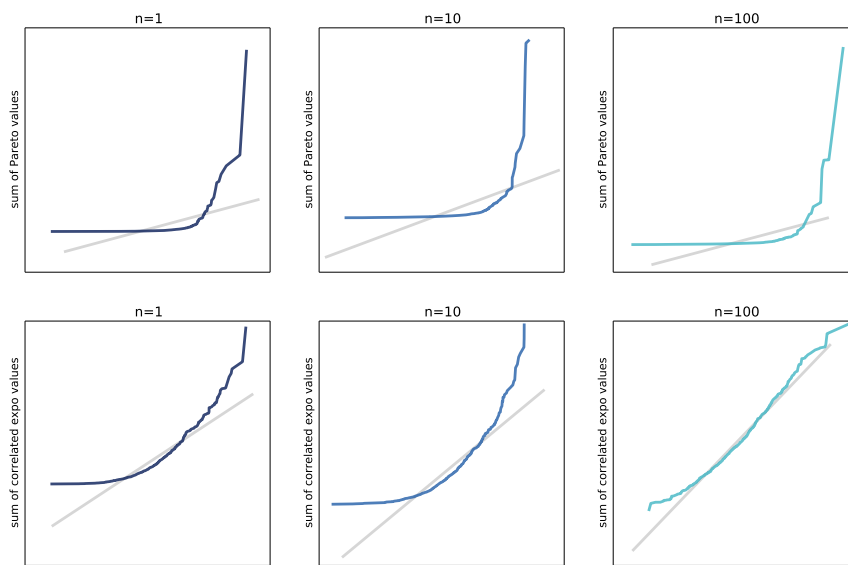 n=1
n=10
n=100
sum of Pareto values
sum of Pareto values
sum of Pareto values
n=1
n=10
n=100
sum of correlated expo values
sum of correlated expo values
sum of correlated expo values